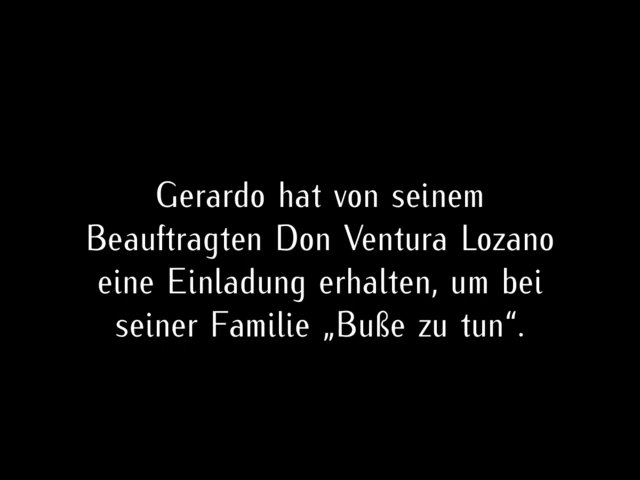 Gerardo hat von seinem
Beauftragten Don Ventura Lozano
eine Einladung erhalten, um bei
seiner Familie „Buße zu tun“.